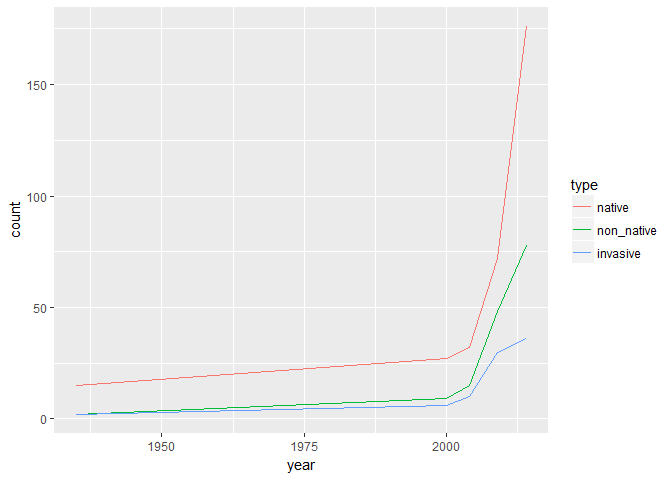 150
100
50
0
count
1950 1975 2000
year
type
native
non_native
invasive